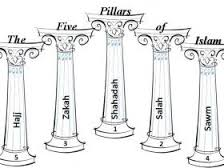 The Five Pillars of Islam
Hajj
5
Zakah
3
Shahadah
1
Salah
2
Sawm
4